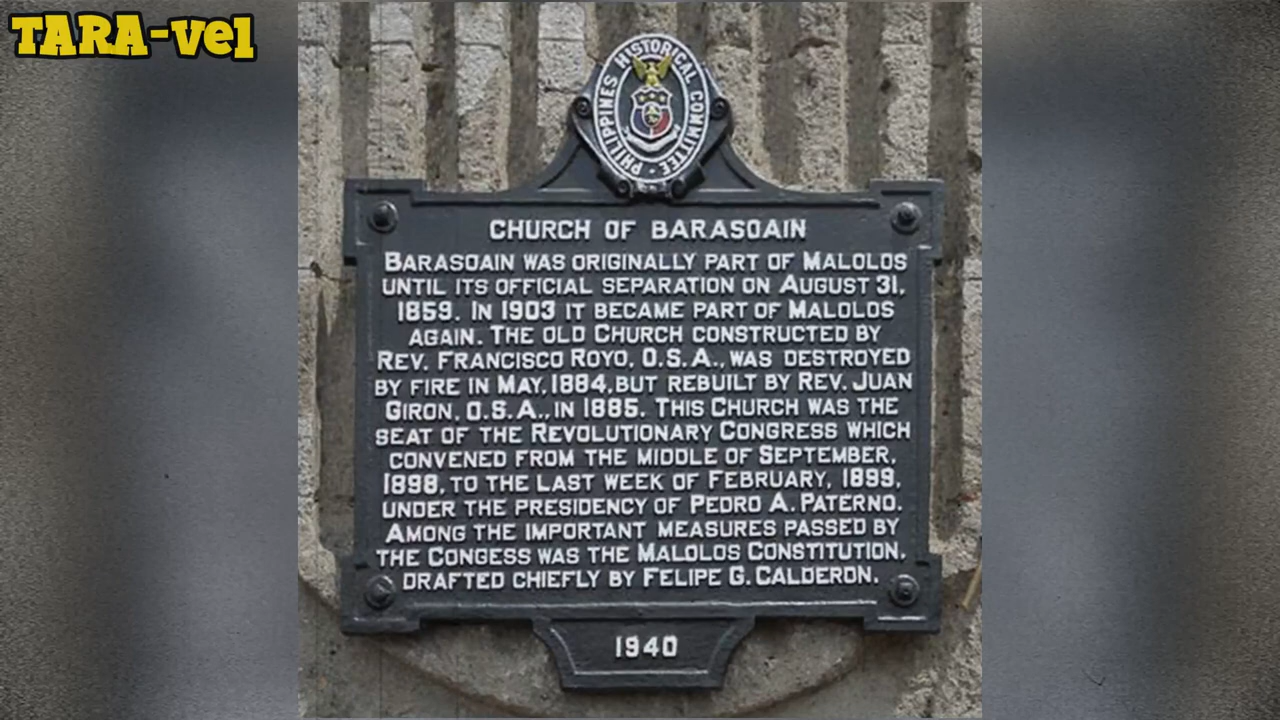 TARA-vel
PHILIPPINES HISTORICAL COMMITTEE
CHURCH OF BARASOAIN
BARASOAIN WAS ORIGINALLY PART OF MALOLOS
UNTIL ITS OFFICIAL SEPARATION ON AUGUST 31,
1859. IN 1903 IT BECAME PART OF MALOLOS
AGAIN. THE OLD CHURCH CONSTRUCTED BY
REV. FRANCISCO ROYO, O.S.A., WAS DESTROYED
BY FIRE IN MAY, 1884, BUT REBUILT BY REV. JUAN
GIRON, O.S.A., IN 1885. THIS CHURCH WAS THE
SEAT OF THE REVOLUTIONARY CONGRESS WHICH
CONVENED FROM THE MIDDLE OF SEPTEMBER,
1898, TO THE LAST WEEK OF FEBRUARY, 1899,
UNDER THE PRESIDENCY OF PEDRO A. PATERNO.
AMONG THE IMPORTANT MEASURES PASSED BY
THE CONGESS WAS THE MALOLOS CONSTITUTION,
DRAFTED CHIEFLY BY FELIPE G. CALDERON.
1940